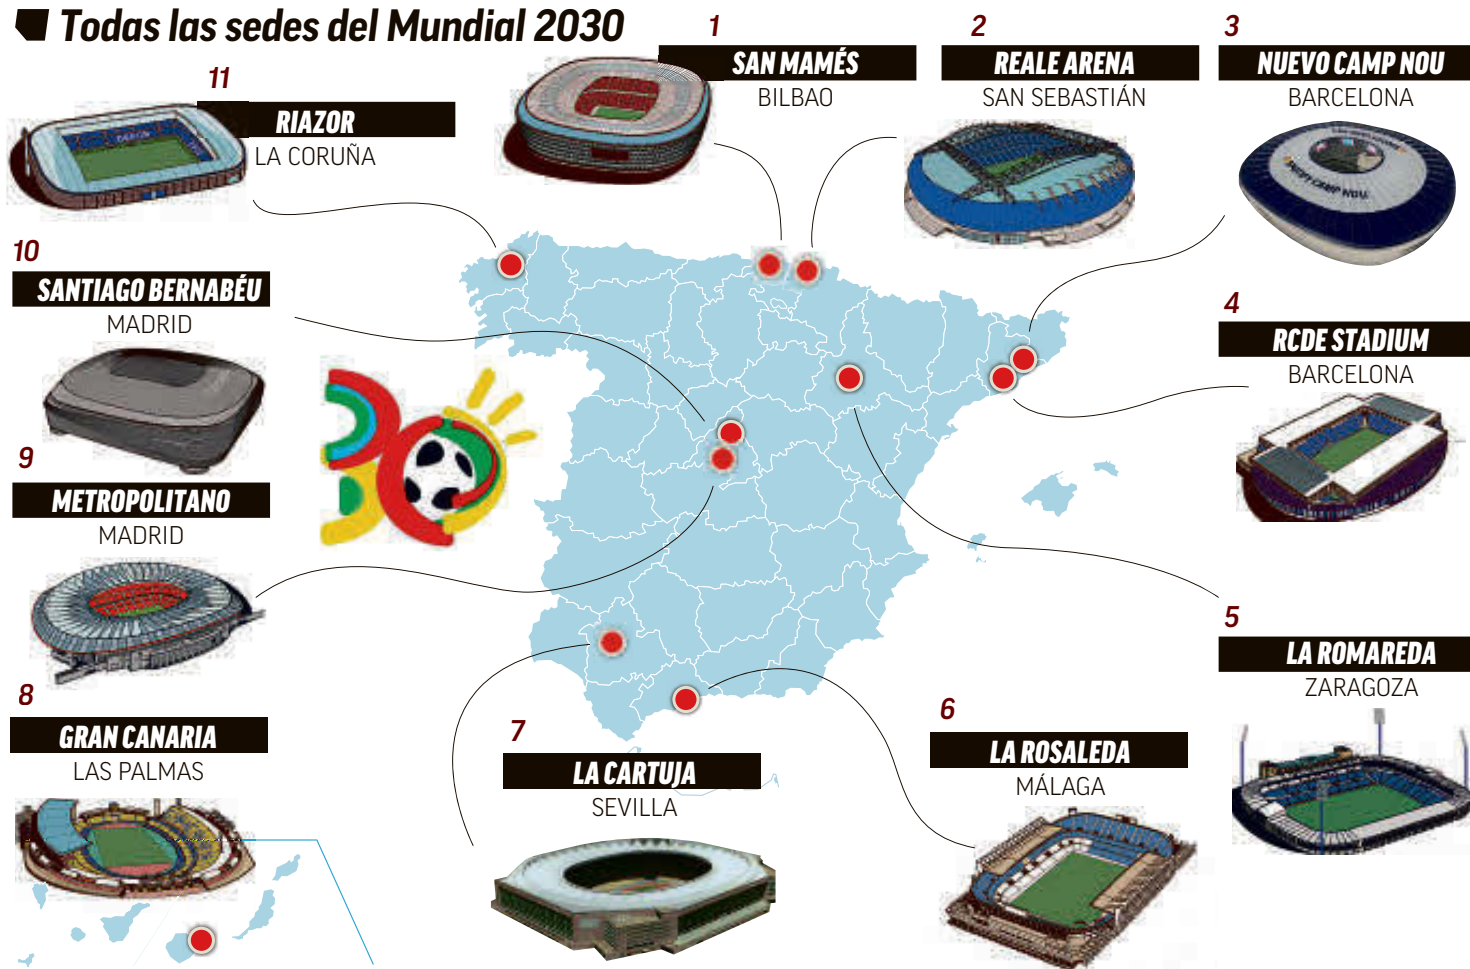 Todas las sedes del Mundial 2030
1
SAN MAMÉS
BILBAO
2
REALE ARENA
SAN SEBASTIÁN
3
NUEVO CAMP NOU
BARCELONA
4
RCDE STADIUM
BARCELONA
5
LA ROMAREDA
ZARAGOZA
6
LA ROSALEDA
MÁLAGA
7
LA CARTUJA
SEVILLA
8
GRAN CANARIA
LAS PALMAS
9
METROPOLITANO
MADRID
10
SANTIAGO BERNABÉU
MADRID
11
RIAZOR
LA CORUÑA
CAMP NOU